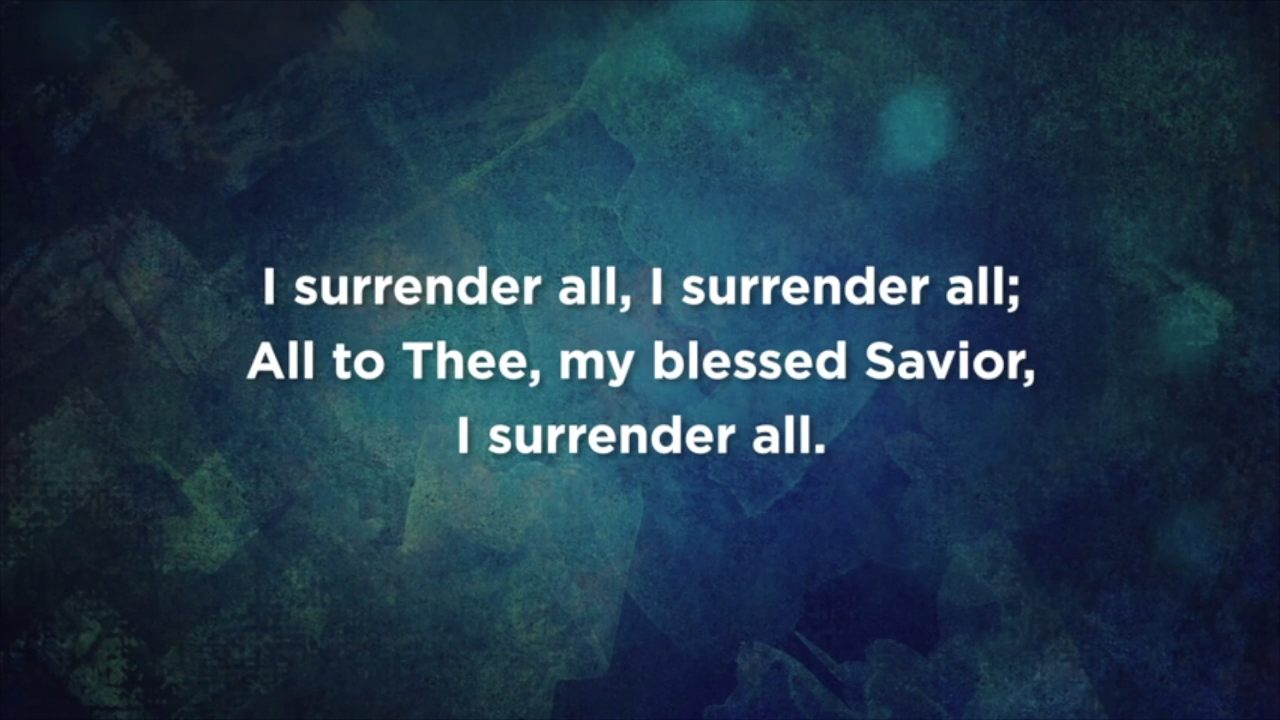 I surrender all, I surrender all;
All to Thee, my blessed Savior,
I surrender all.